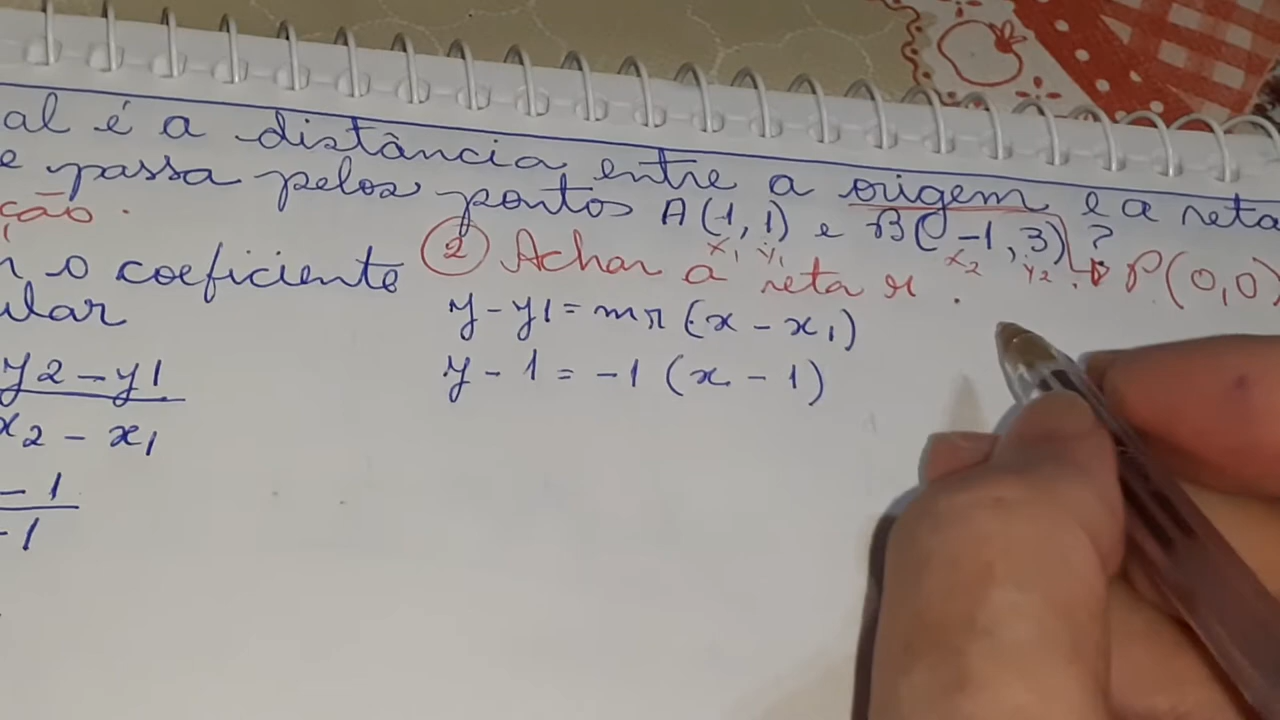 al é a distância entre a origem e a reta
e passa pelos pontos A(1,1) e B(-1,3)?
x1 y1 x2 y2 P(0,0)
ção.
② Achar a reta r.
o coeficiente
ular
y - y1 = mr (x - x1)
y - 1 = -1 (x - 1)
y2 - y1
x2 - x1
- 1
-1